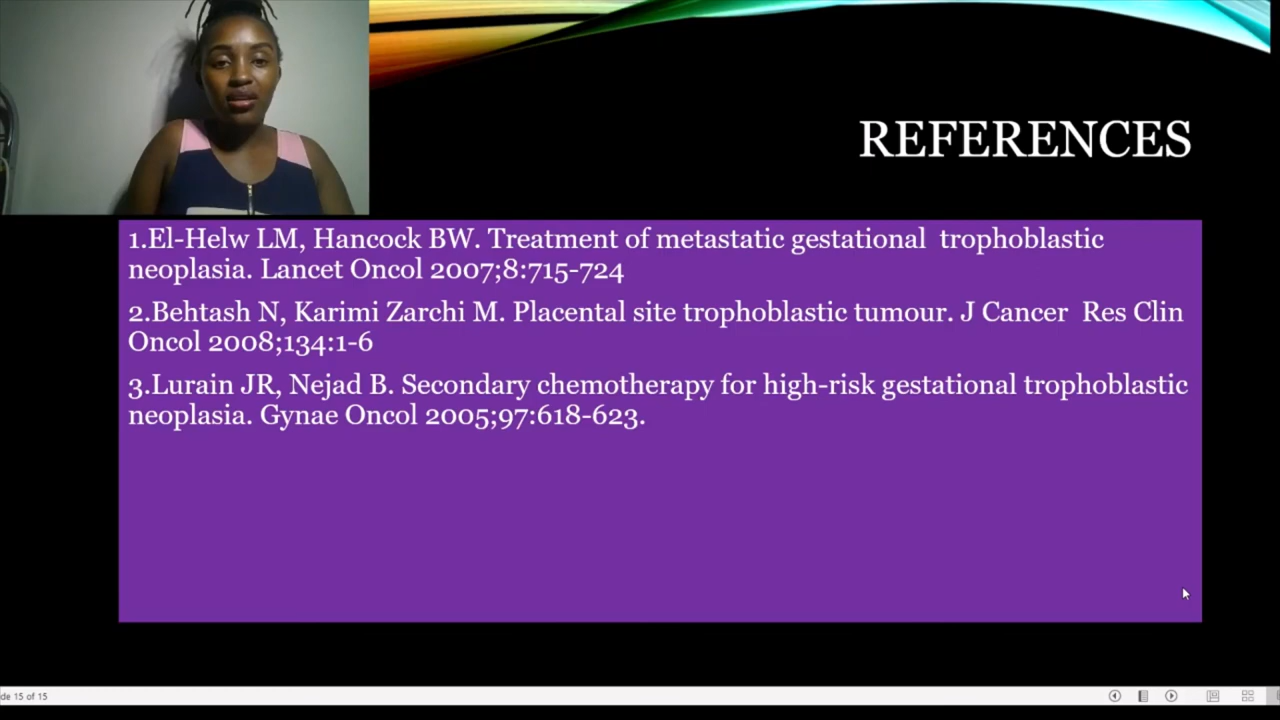 REFERENCES
1.El-Helw LM, Hancock BW. Treatment of metastatic gestational  trophoblastic
neoplasia. Lancet Oncol 2007;8:715-724
2.Behtash N, Karimi Zarchi M. Placental site trophoblastic tumour. J Cancer  Res Clin
Oncol 2008;134:1-6
3.Lurain JR, Nejad B. Secondary chemotherapy for high-risk gestational trophoblastic
neoplasia. Gynae Oncol 2005;97:618-623.
de 15 of 15